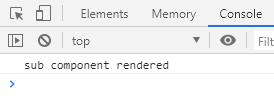 Elements Memory Console
top Filt
sub component rendered